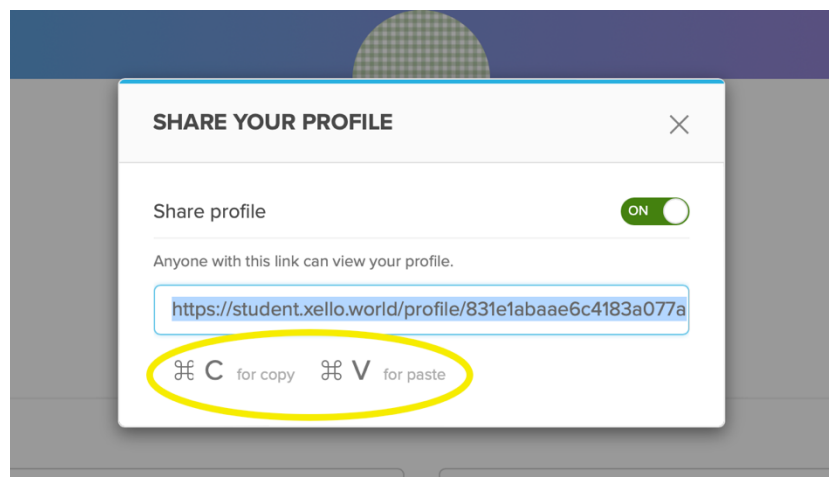 SHARE YOUR PROFILE
Share profile
ON
Anyone with this link can view your profile.
https://student.xello.world/profile/831e1abaae6c4183a077a
⌘ C for copy ⌘ V for paste